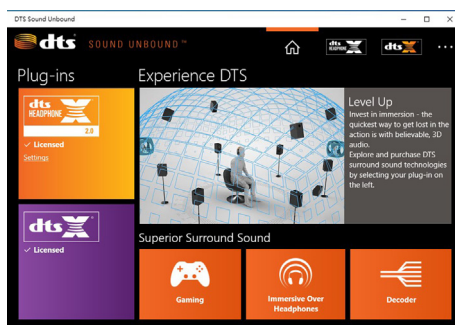 DTS Sound Unbound
dts SOUND UNBOUND™
dts HEADPHONE X
dts X
Plug-ins
dts
HEADPHONE X
2.0
✓ Licensed
Settings
dts X
✓ Licensed
Experience DTS
Level Up
Invest in immersion - the
quickest way to get lost in the
action is with believable, 3D
audio.
Explore and purchase DTS
surround sound technologies
by selecting your plug-in on
the left.
Superior Surround Sound
Gaming
Immersive Over
Headphones
Decoder